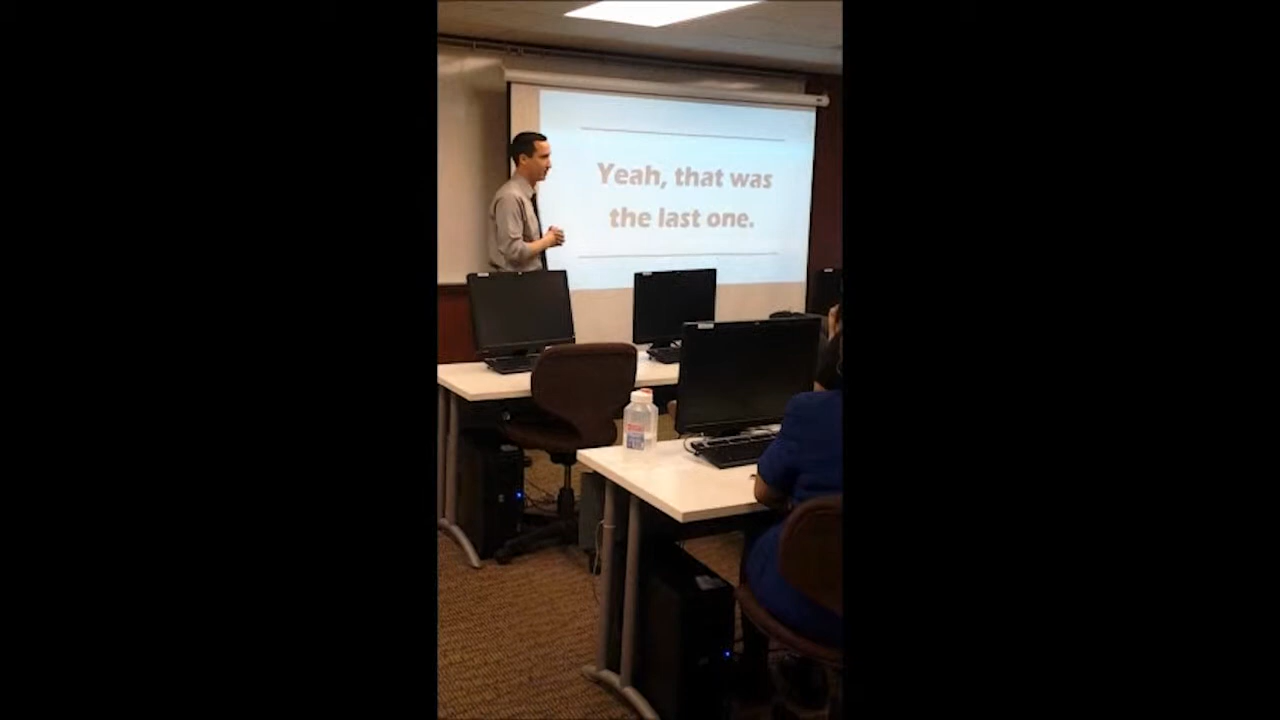 Yeah, that was
the last one.